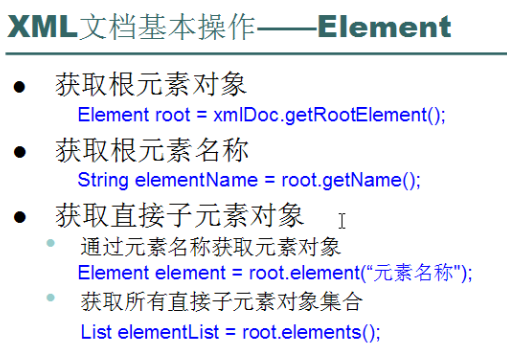 XML文档基本操作——Element
● 获取根元素对象
Element root = xmlDoc.getRootElement();
● 获取根元素名称
String elementName = root.getName();
● 获取直接子元素对象
• 通过元素名称获取元素对象
Element element = root.element(“元素名称");
• 获取所有直接子元素对象集合
List elementList = root.elements();